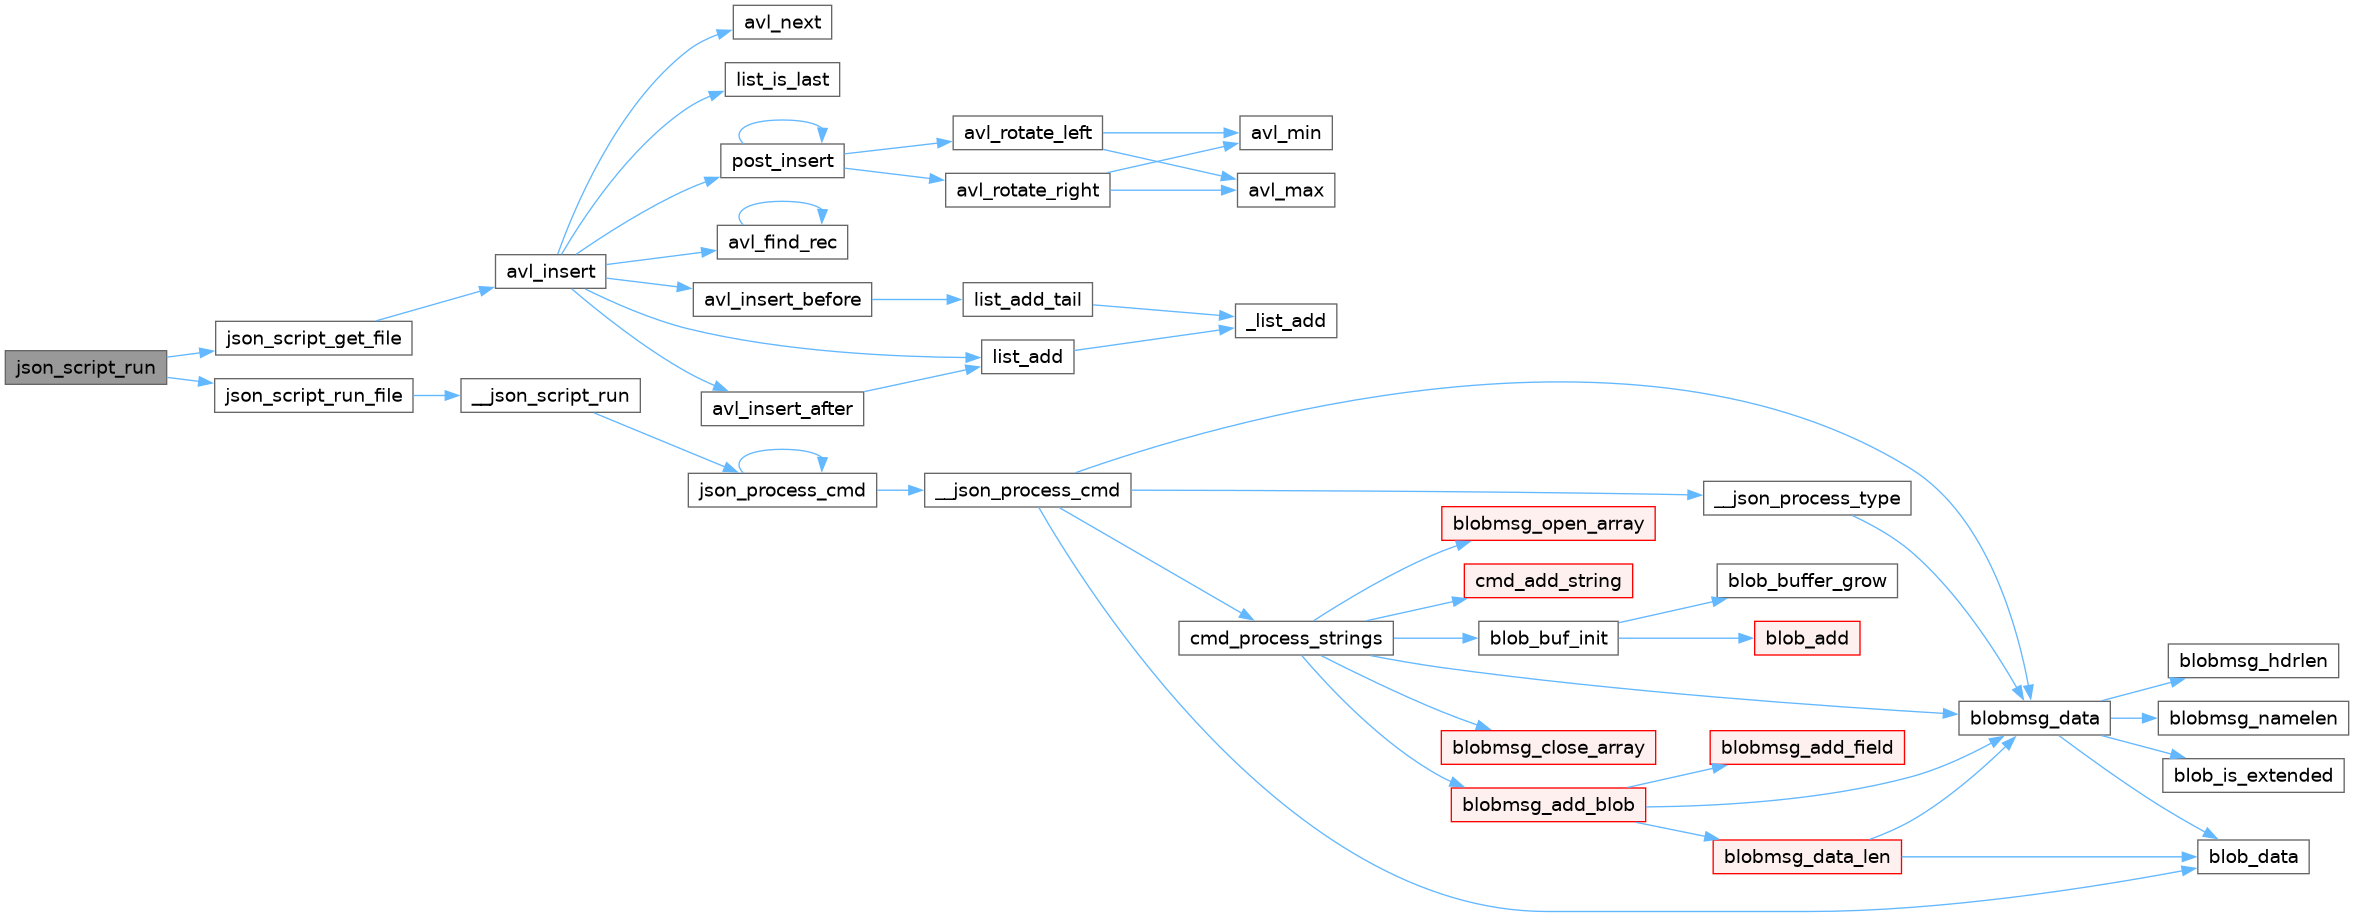 avl_next
list_is_last
post_insert
avl_rotate_left
avl_min
avl_rotate_right
avl_max
avl_find_rec
avl_insert
avl_insert_before
list_add_tail
_list_add
json_script_get_file
list_add
json_script_run
json_script_run_file
__json_script_run
avl_insert_after
json_process_cmd
__json_process_cmd
__json_process_type
blobmsg_open_array
cmd_add_string
blob_buffer_grow
cmd_process_strings
blob_buf_init
blob_add
blobmsg_hdrlen
blobmsg_data
blobmsg_namelen
blobmsg_close_array
blobmsg_add_field
blob_is_extended
blobmsg_add_blob
blobmsg_data_len
blob_data